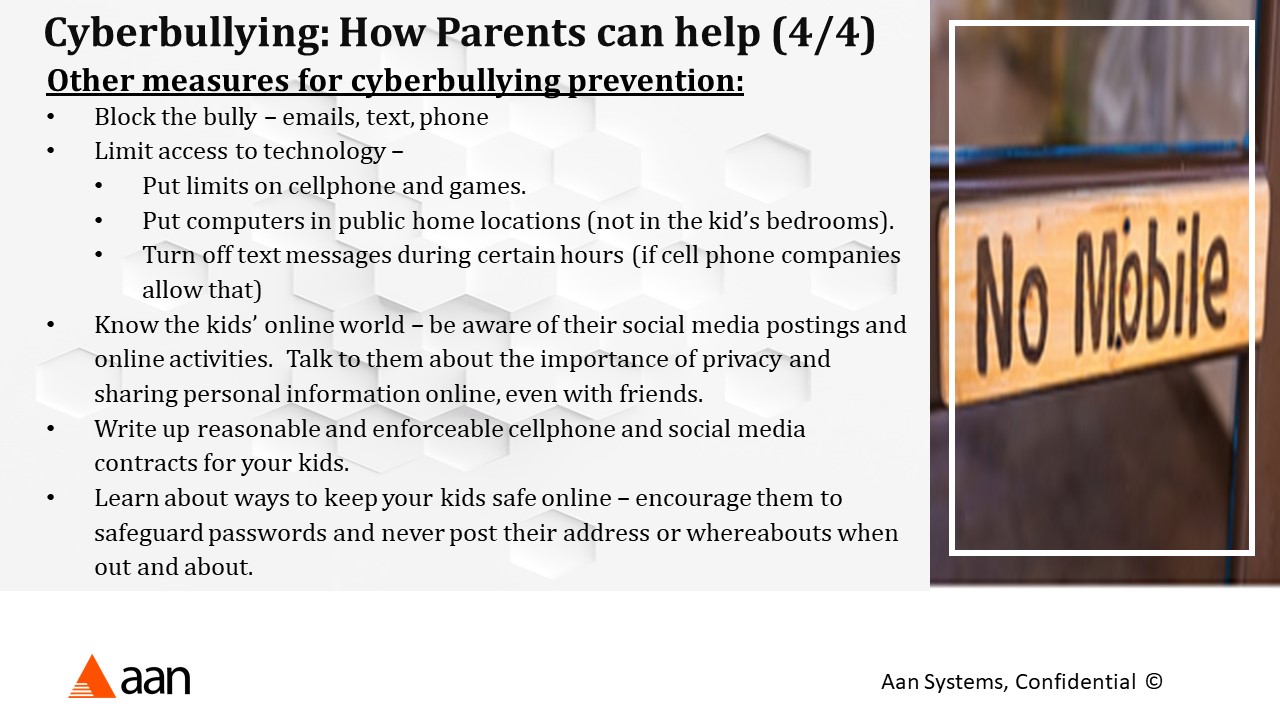 Cyberbullying: How Parents can help (4/4)
Other measures for cyberbullying prevention:
• Block the bully – emails, text, phone
• Limit access to technology –
• Put limits on cellphone and games.
• Put computers in public home locations (not in the kid’s bedrooms).
• Turn off text messages during certain hours (if cell phone companies
allow that)
• Know the kids’ online world – be aware of their social media postings and
online activities.  Talk to them about the importance of privacy and
sharing personal information online, even with friends.
• Write up reasonable and enforceable cellphone and social media
contracts for your kids.
• Learn about ways to keep your kids safe online – encourage them to
safeguard passwords and never post their address or whereabouts when
out and about.
No Mobile
aan
Aan Systems, Confidential ©